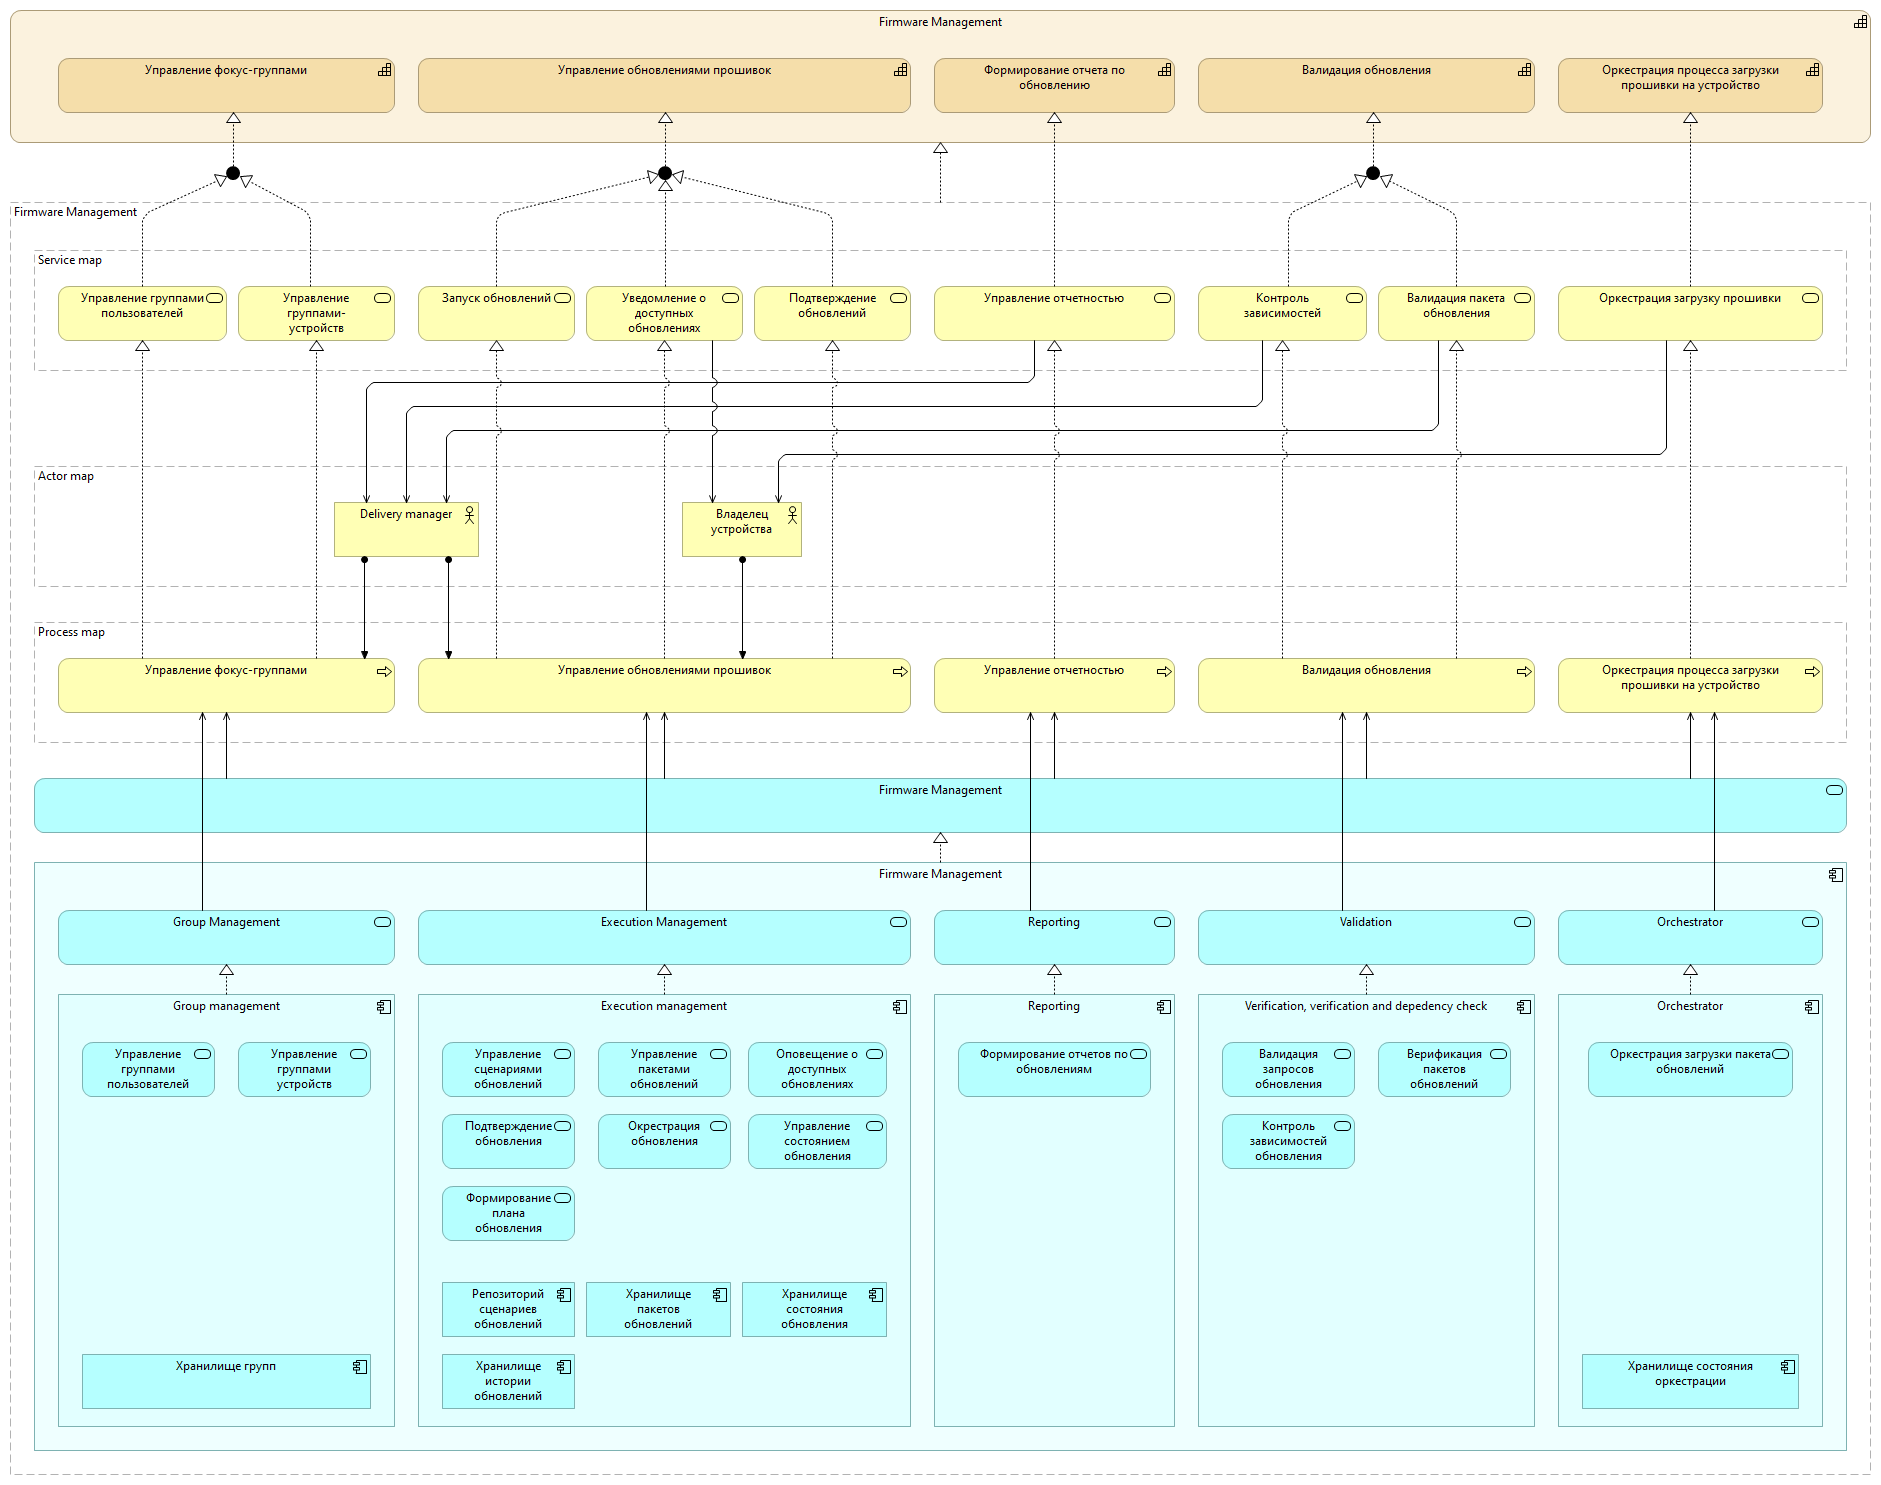 Firmware Management
Управление фокус-группами
Управление обновлениями прошивок
Формирование отчета по
обновлению
Валидация обновления
Оркестрация процесса загрузки
прошивки на устройство
Firmware Management
Service map
Управление группами
пользователей
Управление
группами-
устройств
Запуск обновлений
Уведомление о
доступных
обновлениях
Подтверждение
обновлений
Управление отчетностью
Контроль
зависимостей
Валидация пакета
обновления
Оркестрация загрузку прошивки
Actor map
Delivery manager
Владелец
устройства
Process map
Управление фокус-группами
Управление обновлениями прошивок
Управление отчетностью
Валидация обновления
Оркестрация процесса загрузки
прошивки на устройство
Firmware Management
Firmware Management
Group Management
Execution Management
Reporting
Validation
Orchestrator
Group management
Execution management
Reporting
Verification, verification and depedency check
Orchestrator
Управление
группами
пользователей
Управление
группами
устройств
Управление
сценариями
обновлений
Управление
пакетами
обновлений
Оповещение о
доступных
обновлениях
Формирование отчетов по
обновлениям
Валидация
запросов
обновления
Верификация
пакетов
обновлений
Оркестрация загрузки пакета
обновлений
Подтверждение
обновления
Окрестрация
обновления
Управление
состоянием
обновления
Контроль
зависимостей
обновления
Формирование
плана
обновления
Репозиторий
сценариев
обновлений
Хранилище
пакетов
обновлений
Хранилище
состояния
обновления
Хранилище групп
Хранилище
истории
обновлений
Хранилище состояния
оркестрации